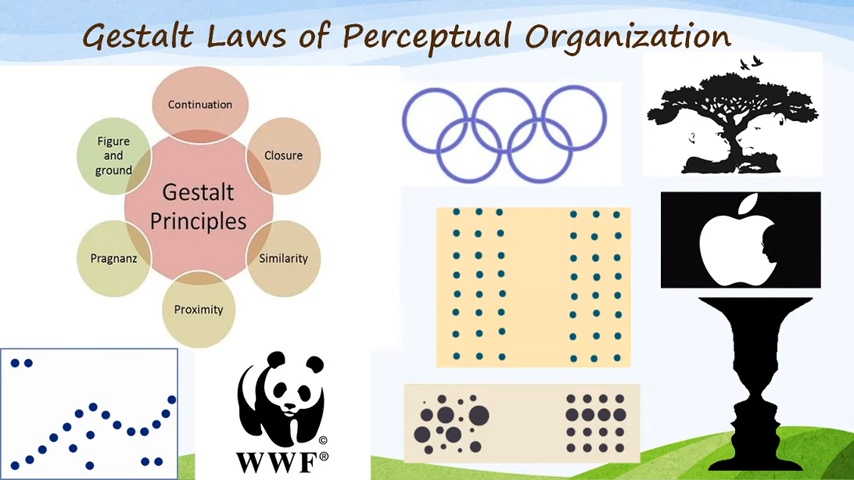 Gestalt Laws of Perceptual Organization
Continuation
Figure
and
ground
Closure
Gestalt
Principles
Pragnanz
Similarity
Proximity
©
WWF®